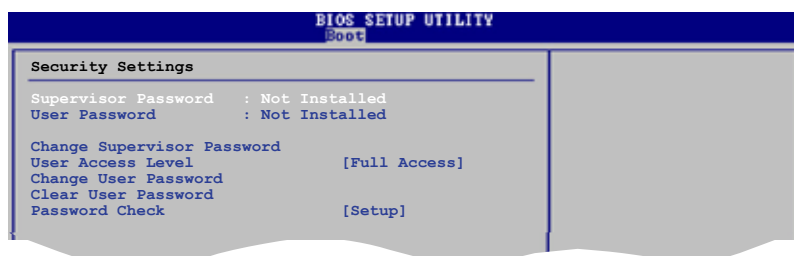 BIOS SETUP UTILITY
Boot
Security Settings
Supervisor Password : Not Installed
User Password : Not Installed
Change Supervisor Password
User Access Level [Full Access]
Change User Password
Clear User Password
Password Check [Setup]